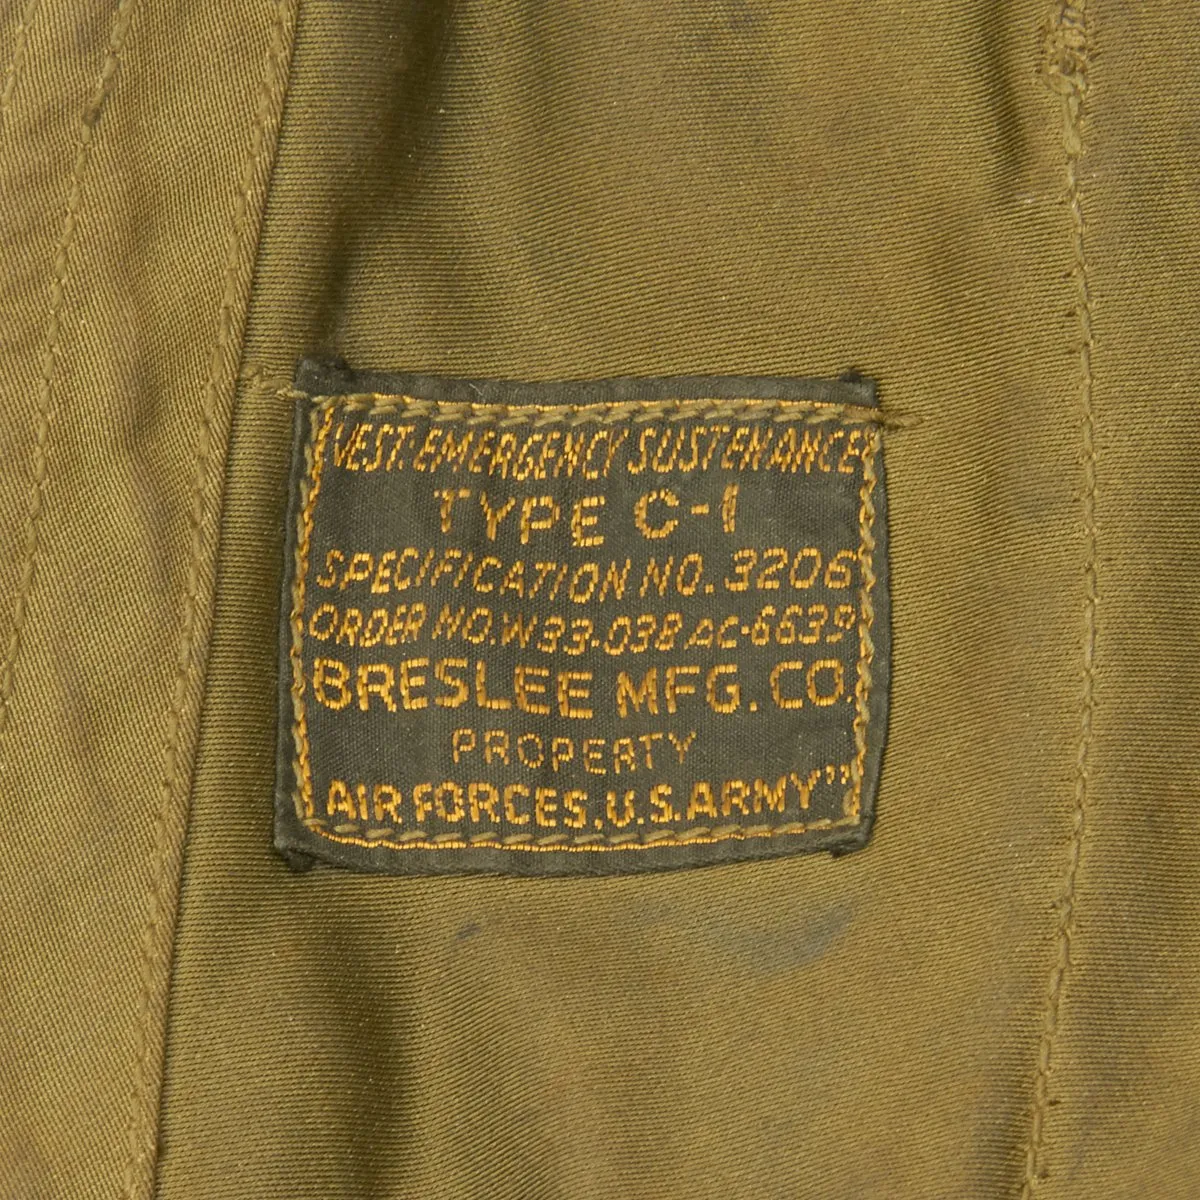 VEST. EMERGENCY SUSTENANCE
TYPE C-1
SPECIFICATION NO. 3206
ORDER NO. W33-038 AC-6639
BRESLEE MFG. CO.
PROPERTY
AIR FORCES, U.S. ARMY"